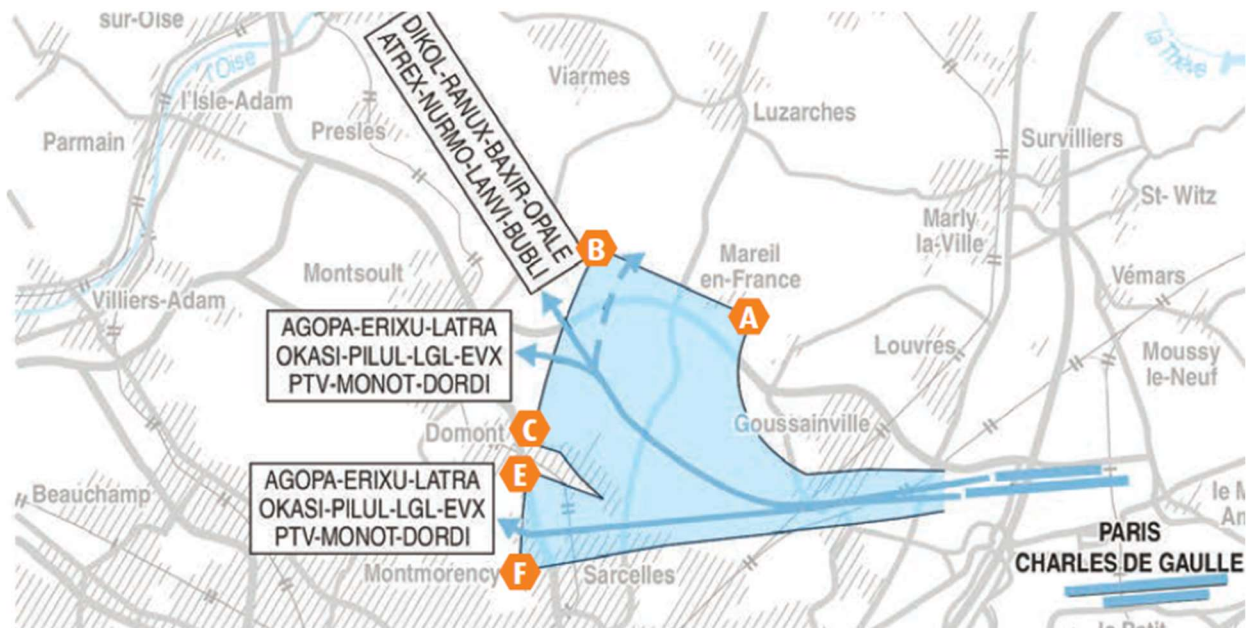 sur-Oise
l'Oise
l'Isle-Adam
Parmain
Presles
DIKOL-RANUX-BAXIR-OPALE
ATREX-NURMO-LANVI-BUBLI
Viarmes
Luzarches
la Thève
Survilliers
St- Witz
Marly
la-Ville
Mareil
en-France
Vémars
B
A
Montsoult
Villiers-Adam
AGOPA-ERIXU-LATRA
OKASI-PILUL-LGL-EVX
PTV-MONOT-DORDI
Louvres
Moussy
le-Neuf
Domont
C
Goussainville
E
AGOPA-ERIXU-LATRA
OKASI-PILUL-LGL-EVX
PTV-MONOT-DORDI
Beauchamp
le M
PARIS
CHARLES DE GAULLE
Montmorency
F
Sarcelles